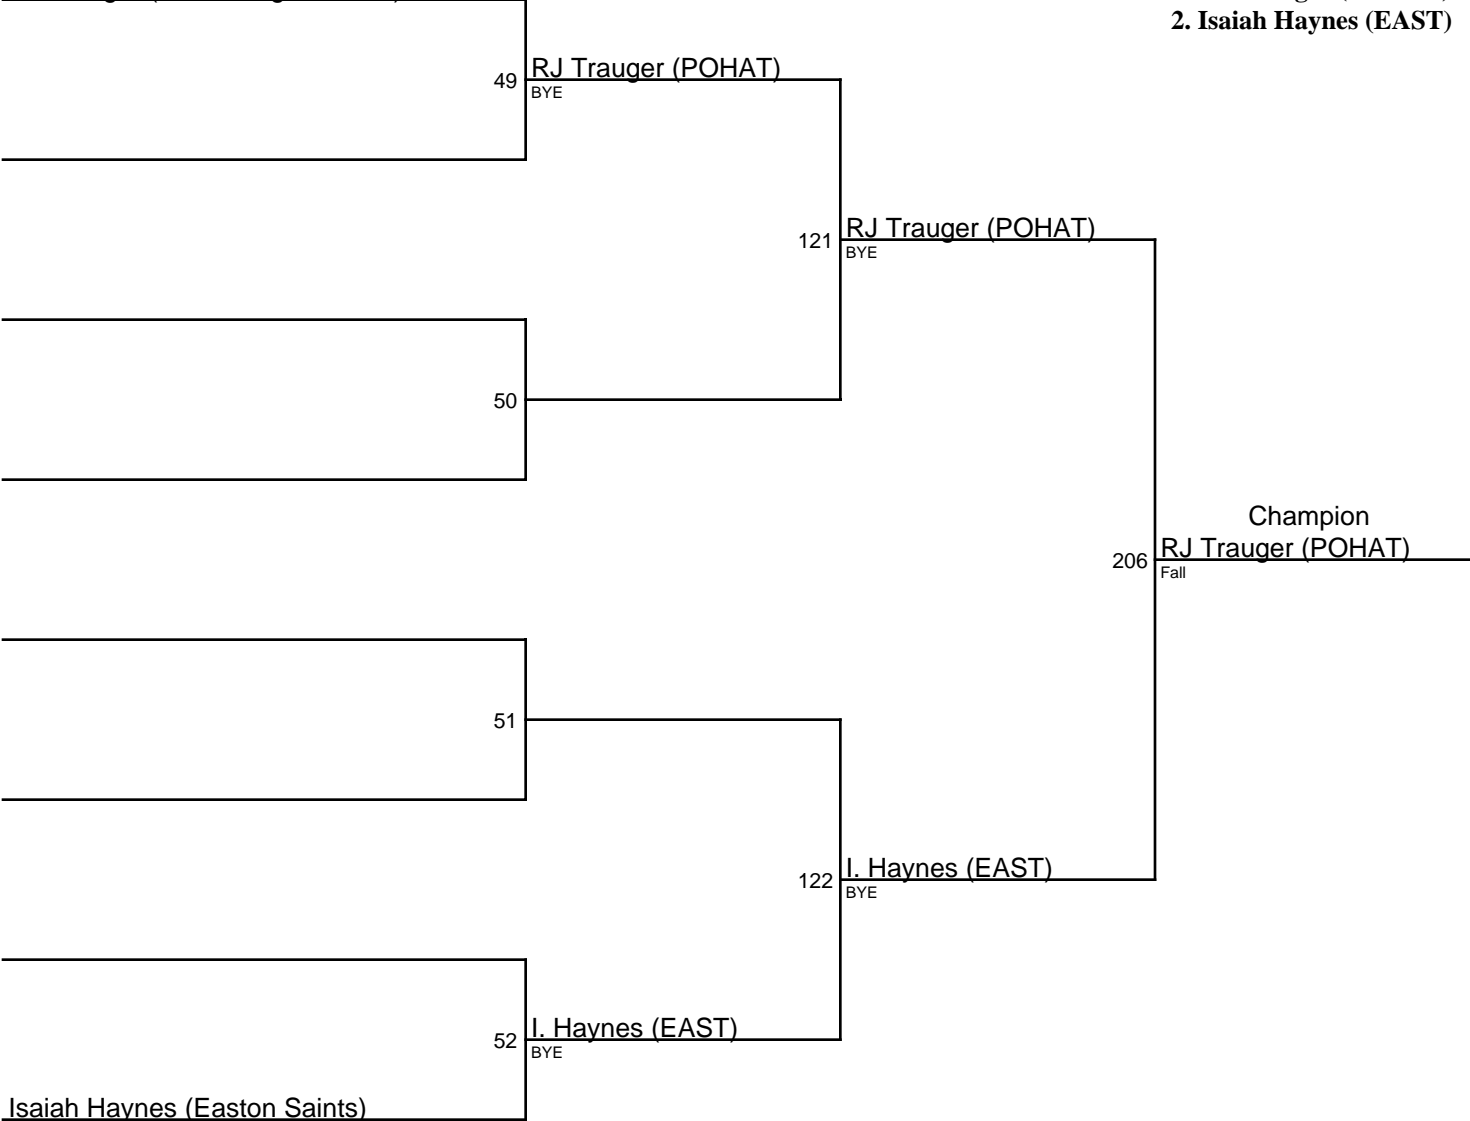 2. Isaiah Haynes (EAST)
RJ Trauger (POHAT)
49
BYE
RJ Trauger (POHAT)
121
BYE
50
Champion
RJ Trauger (POHAT)
206
Fall
51
I. Haynes (EAST)
122
BYE
I. Haynes (EAST)
52
BYE
Isaiah Haynes (Easton Saints)